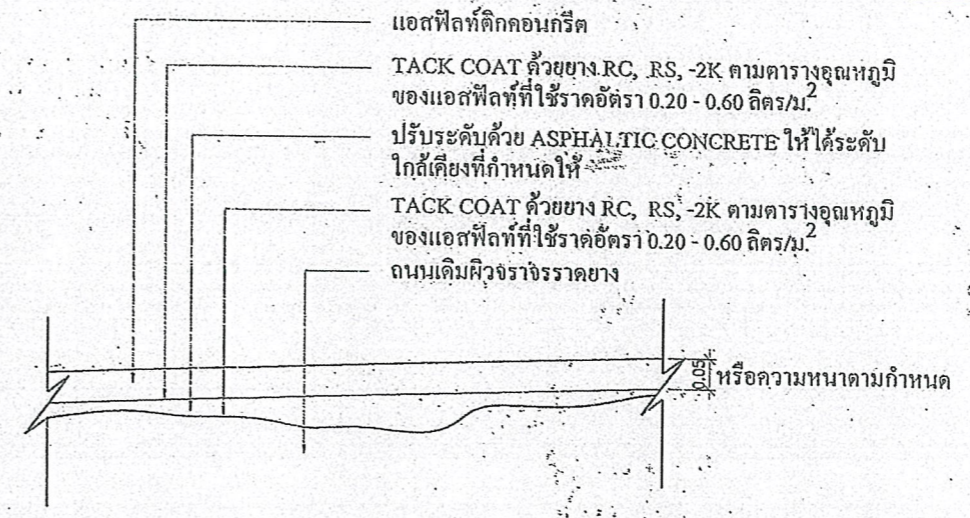 แอสฟัลท์ติกคอนกรีต
TACK COAT ด้วยยาง RC, RS, -2K ตามตารางอุณหภูมิ
ของแอสฟัลท์ที่ใช้ราดอัตรา 0.20 - 0.60 ลิตร/ม.²
ปรับระดับด้วย ASPHALTIC CONCRETE ให้ได้ระดับ
ใกล้เคียงที่กำหนดให้
TACK COAT ด้วยยาง RC, RS, -2K ตามตารางอุณหภูมิ
ของแอสฟัลท์ที่ใช้ราดอัตรา 0.20 - 0.60 ลิตร/ม.²
ถนนเดิมผิวจราจรราดยาง
0.05 หรือความหนาตามกำหนด